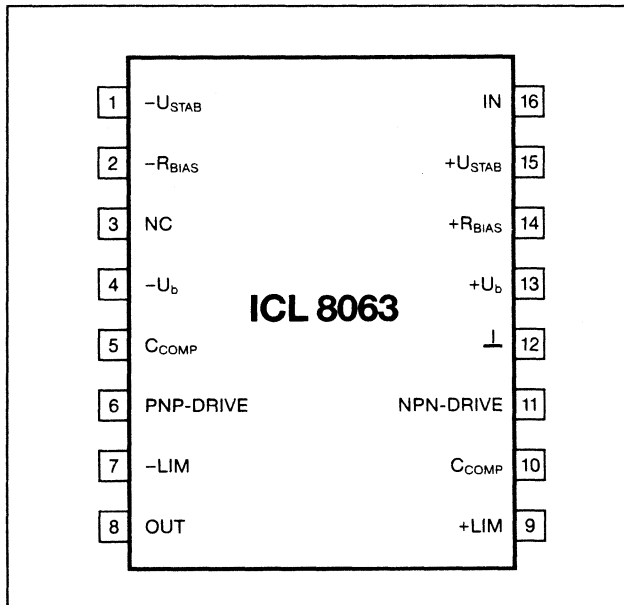 1 -U_STAB IN 16
2 -R_BIAS +U_STAB 15
3 NC +R_BIAS 14
4 -U_b +U_b 13
ICL 8063
5 C_COMP ⊥ 12
6 PNP-DRIVE NPN-DRIVE 11
7 -LIM C_COMP 10
8 OUT +LIM 9